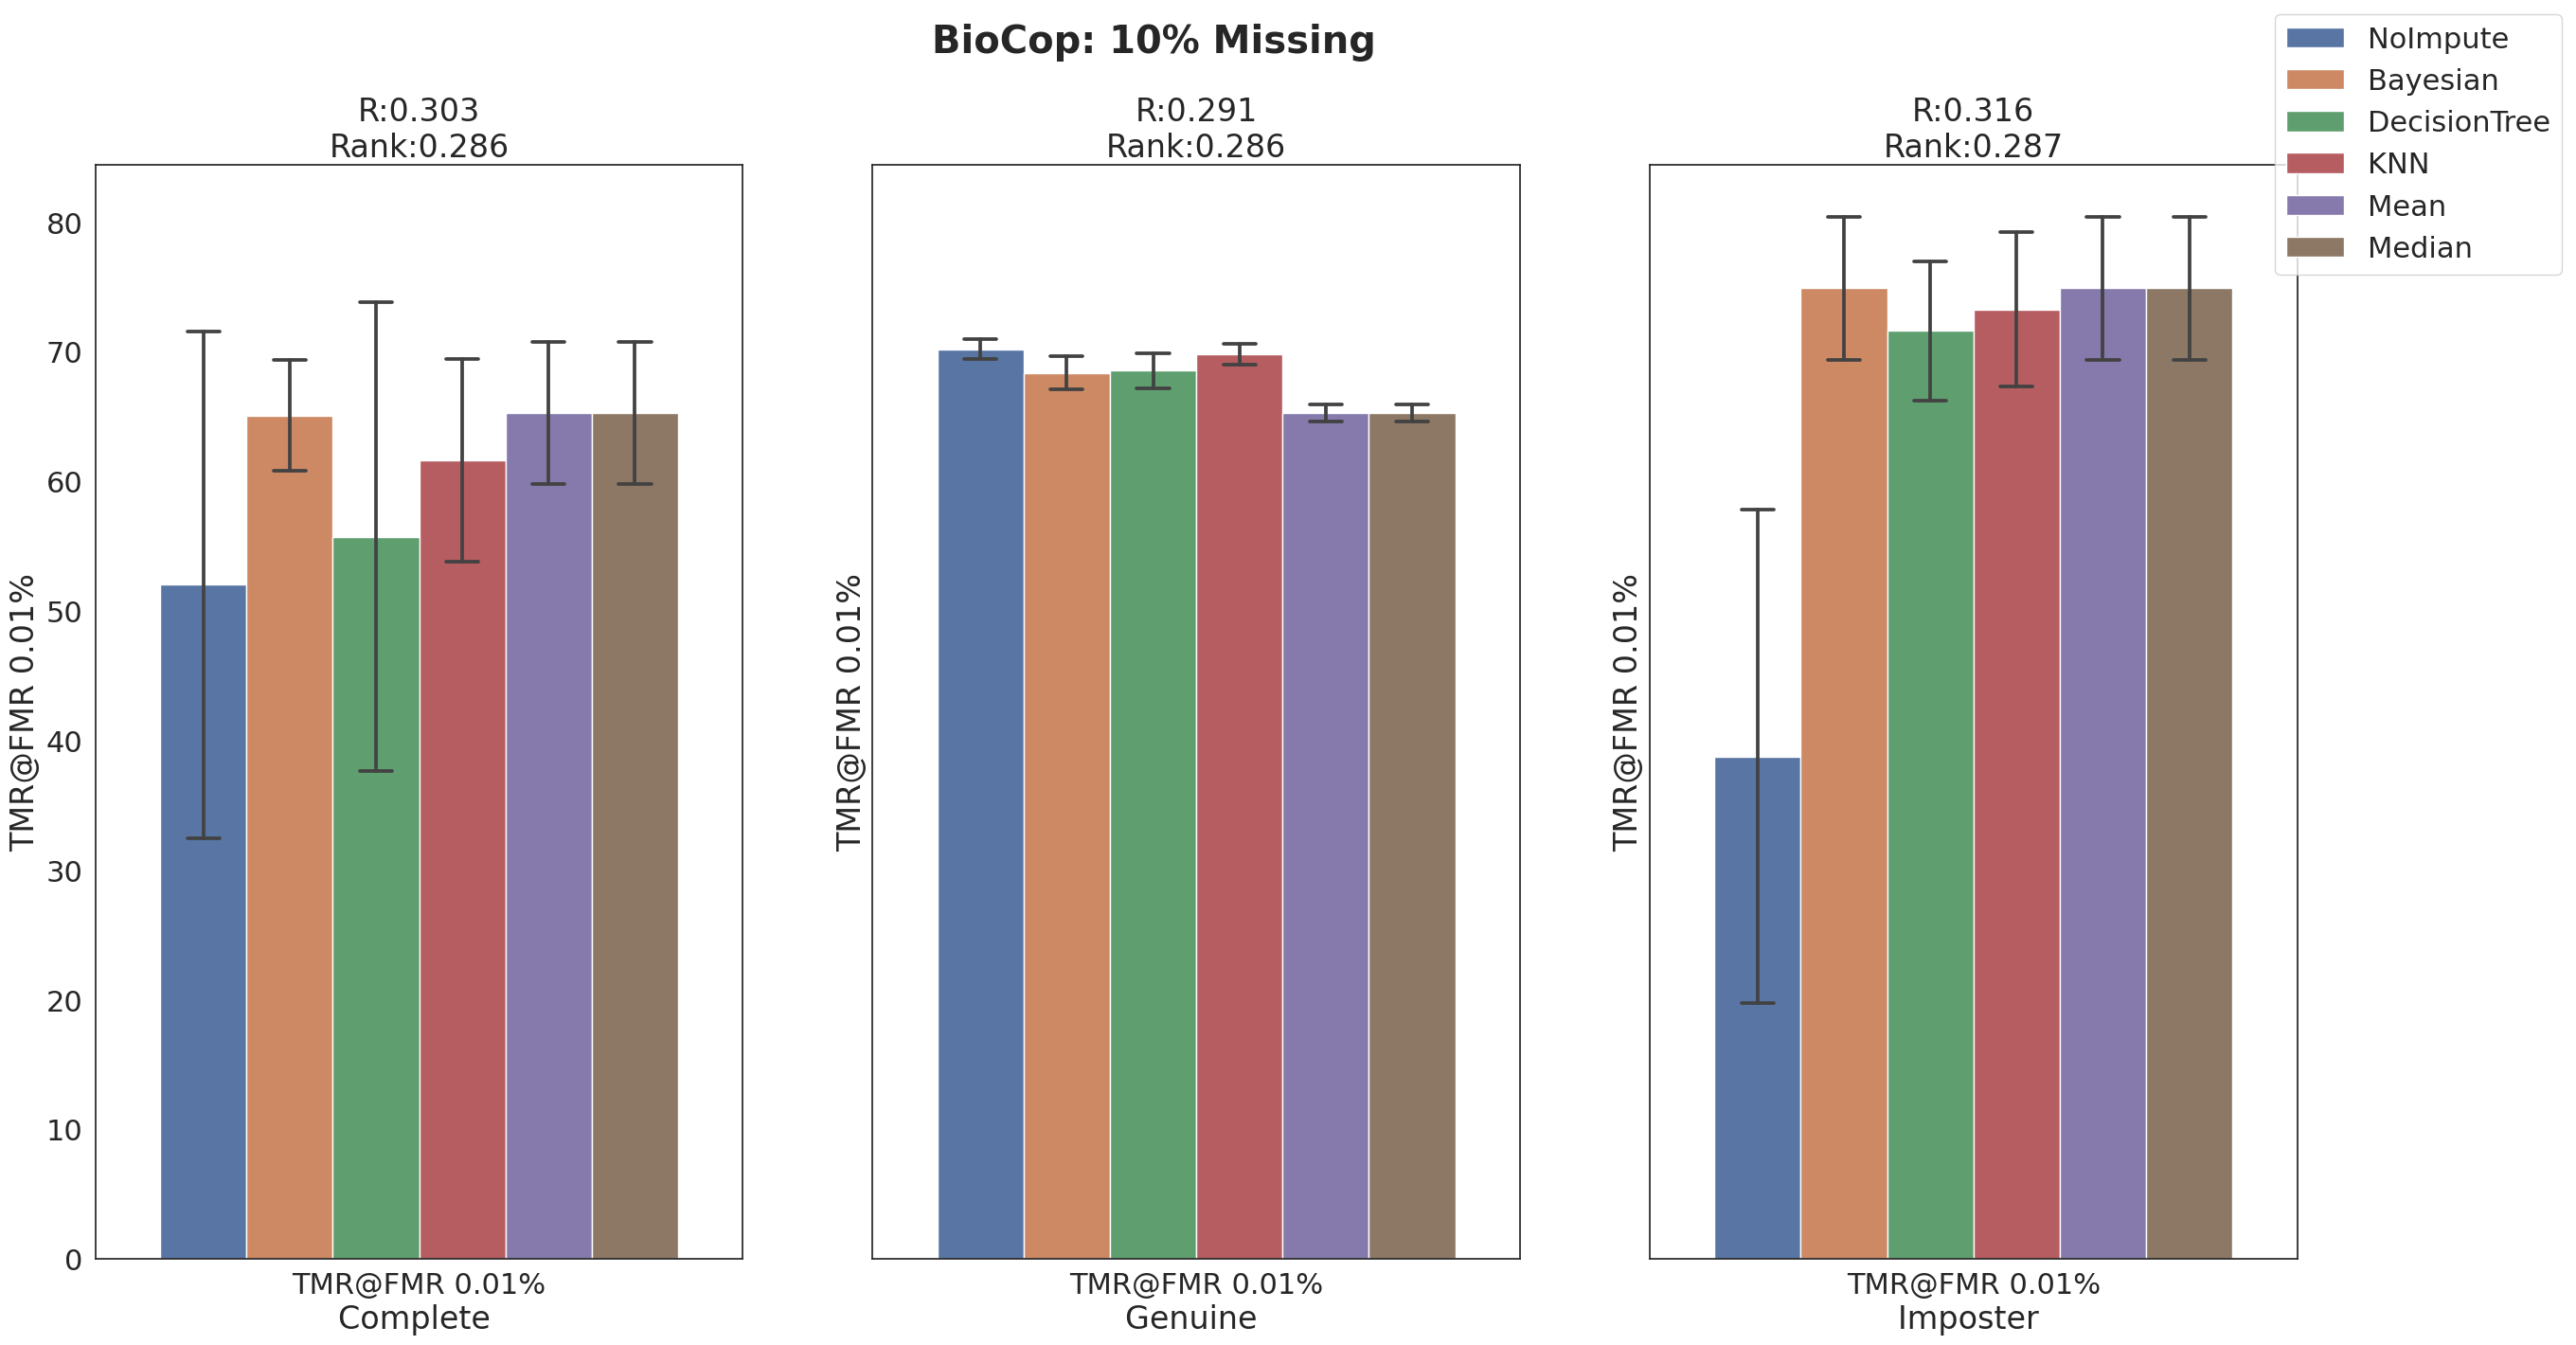 BioCop: 10% Missing
NoImpute
Bayesian
DecisionTree
KNN
Mean
Median
R:0.303
Rank:0.286
TMR@FMR 0.01%
80
70
60
50
40
30
20
10
0
TMR@FMR 0.01%
Complete
R:0.291
Rank:0.286
TMR@FMR 0.01%
TMR@FMR 0.01%
Genuine
R:0.316
Rank:0.287
TMR@FMR 0.01%
TMR@FMR 0.01%
Imposter